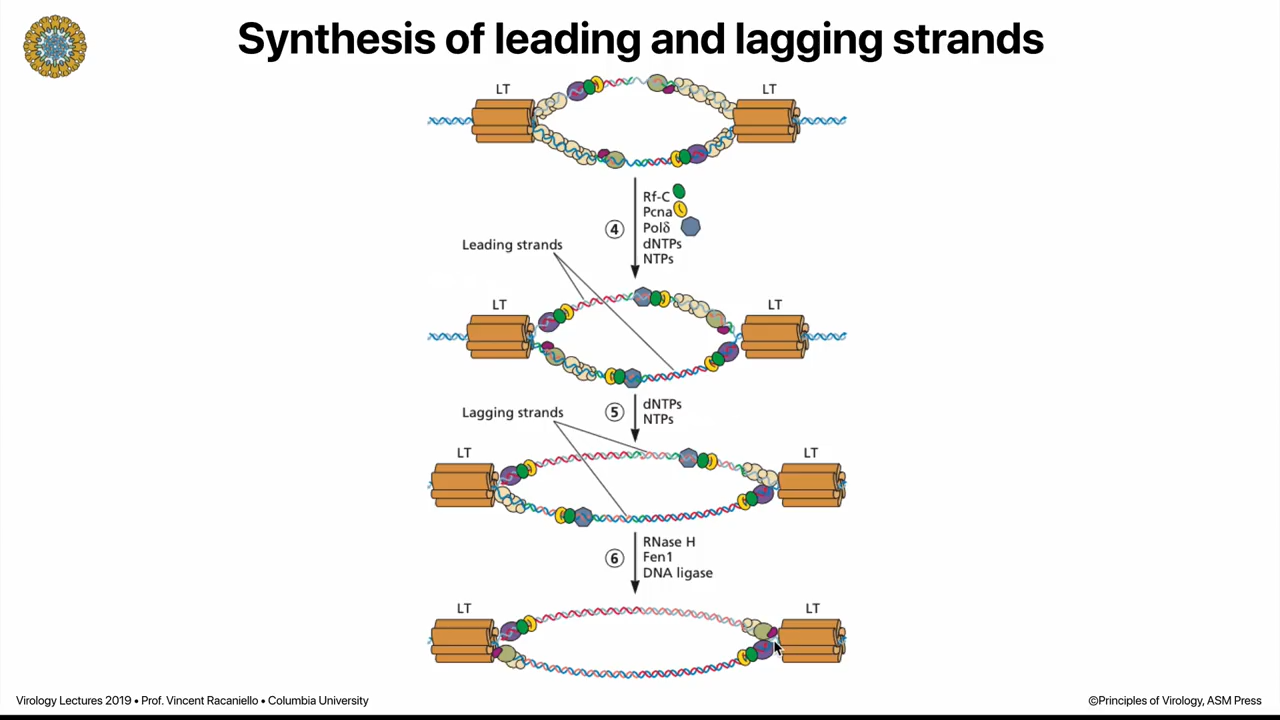 Synthesis of leading and lagging strands
LT
LT
Rf-C
Pcna
④
Polδ
dNTPs
NTPs
Leading strands
LT
LT
Lagging strands
⑤
dNTPs
NTPs
LT
LT
RNase H
⑥
Fen1
DNA ligase
LT
LT
Virology Lectures 2019 • Prof. Vincent Racaniello • Columbia University
©Principles of Virology, ASM Press